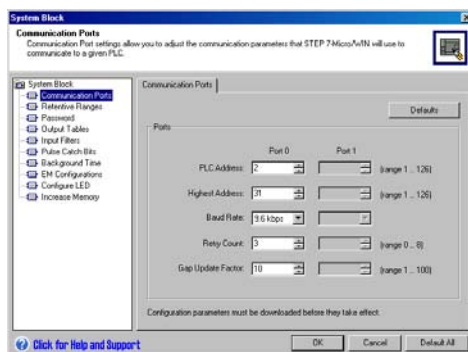 System Block
Communication Ports
Communication Port settings allow you to adjust the communication parameters that STEP 7-Micro/WIN will use to
communicate to a given PLC.
System Block
Communication Ports
Retentive Ranges
Password
Output Tables
Input Filters
Pulse Catch Bits
Background Time
EM Configurations
Configure LED
Increase Memory
Communication Ports
Defaults
Ports
Port 0 Port 1
PLC Address: 2 (range 1 .. 126)
Highest Address: 31 (range 1 .. 126)
Baud Rate: 9.6 kbps
Retry Count: 3 (range 0 .. 8)
Gap Update Factor: 10 (range 1 .. 100)
Configuration parameters must be downloaded before they take effect.
Click for Help and Support
OK Cancel Default All